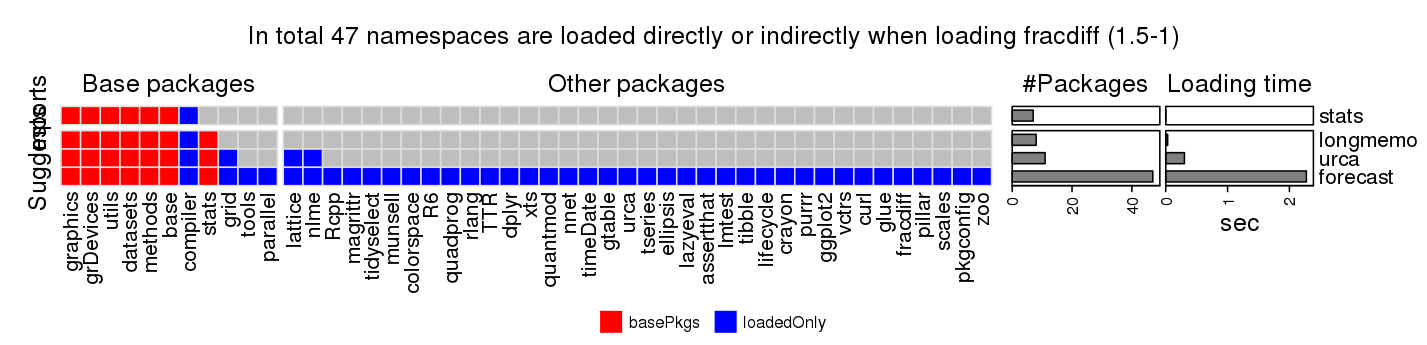 In total 47 namespaces are loaded directly or indirectly when loading fracdiff (1.5-1)
Base packages
Other packages
#Packages
Loading time
Suggests
stats
longmemo
urca
forecast
0
20
40
0
1
2
sec
graphics
grDevices
utils
datasets
methods
base
compiler
stats
grid
tools
parallel
lattice
nlme
Rcpp
magrittr
tidyselect
munsell
colorspace
R6
quadprog
rlang
TTR
dplyr
xts
quantmod
nnet
timeDate
gtable
urca
tseries
ellipsis
lazyeval
assertthat
lmtest
tibble
lifecycle
crayon
purrr
ggplot2
vctrs
curl
glue
fracdiff
pillar
scales
pkgconfig
zoo
basePkgs
loadedOnly